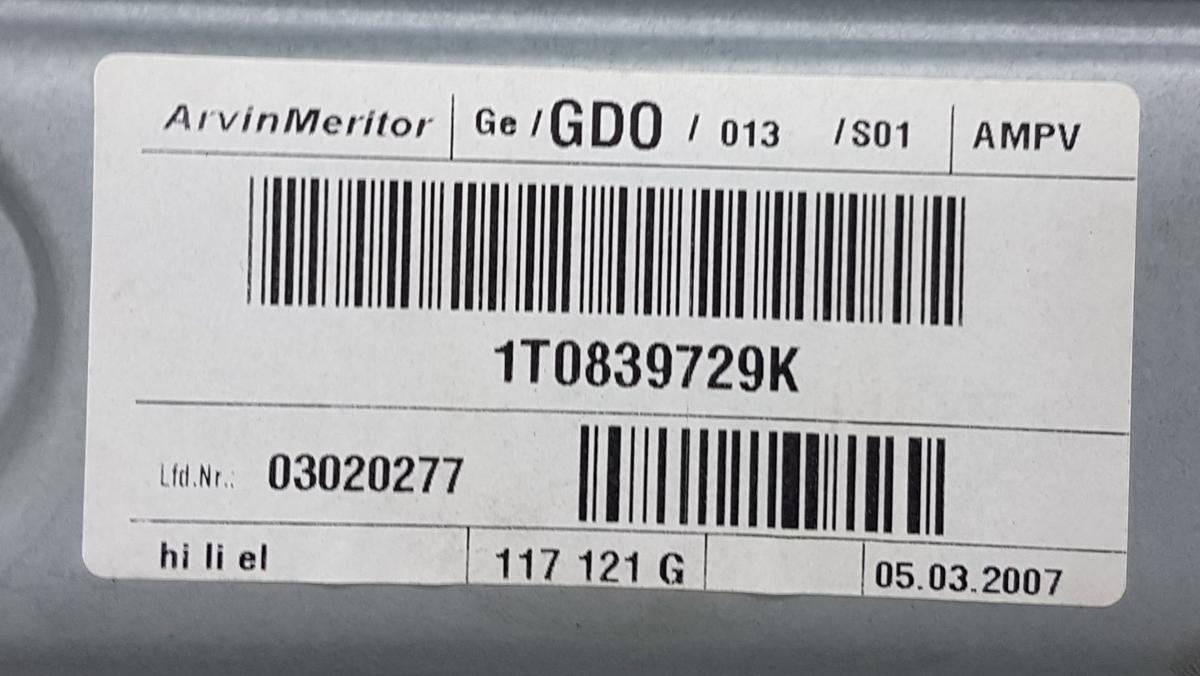 ArvinMeritor Ge / GDO / 013 / S01 AMPV
1T0839729K
Lfd.Nr.: 03020277
hi li el 117 121 G 05.03.2007